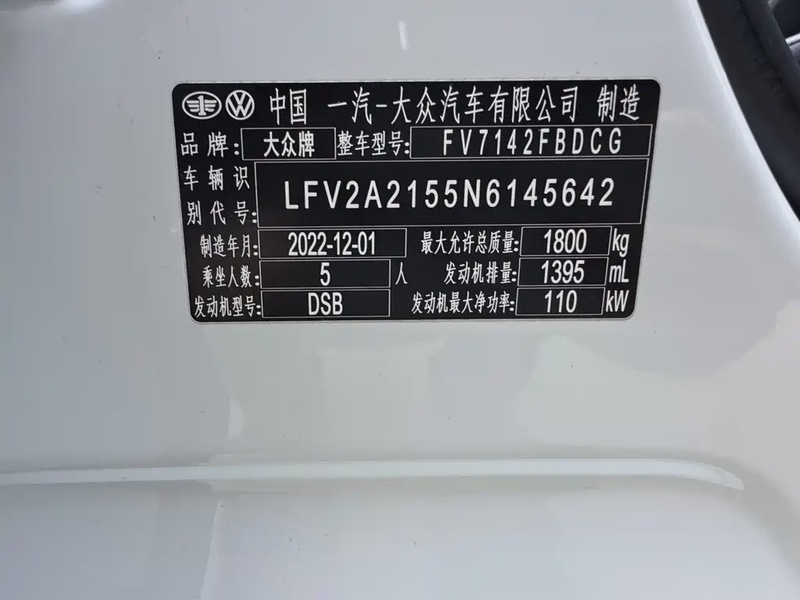 中国 一汽-大众汽车有限公司 制造
品牌: 大众牌 整车型号: FV7142FBDCG
车辆识别代号: LFV2A2155N6145642
制造年月: 2022-12-01 最大允许总质量: 1800 kg
乘坐人数: 5 人 发动机排量: 1395 mL
发动机型号: DSB 发动机最大净功率: 110 kW